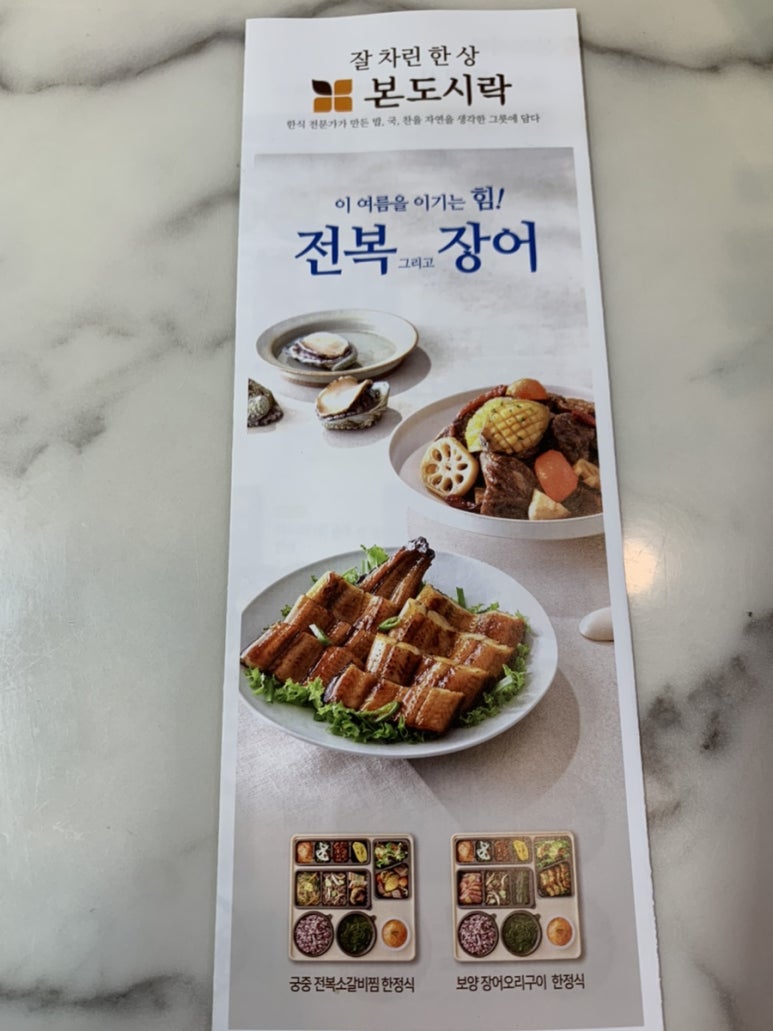 잘 차린 한 상
본도시락
한식 전문가가 만든 밥, 국, 찬을 자연을 생각한 그릇에 담다
이 여름을 이기는 힘!
전복 그리고 장어
궁중 전복소갈비찜 한정식
보양 장어오리구이 한정식